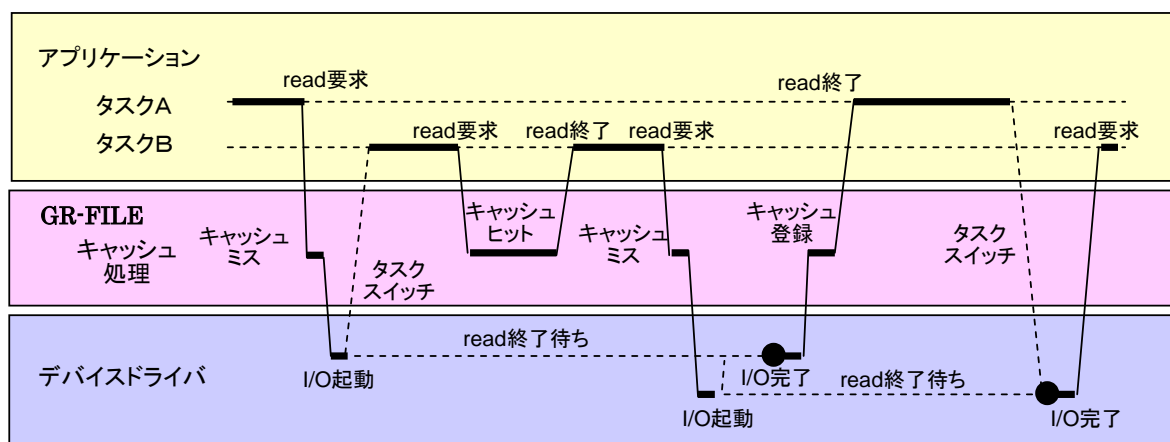 アプリケーション
read要求
read終了
タスクA
タスクB
read要求
read終了
read要求
read要求
GR-FILE
キャッシュ
処理
キャッシュ
ミス
タスク
スイッチ
キャッシュ
ヒット
キャッシュ
ミス
キャッシュ
登録
タスク
スイッチ
デバイスドライバ
read終了待ち
I/O起動
I/O完了
read終了待ち
I/O起動
I/O完了